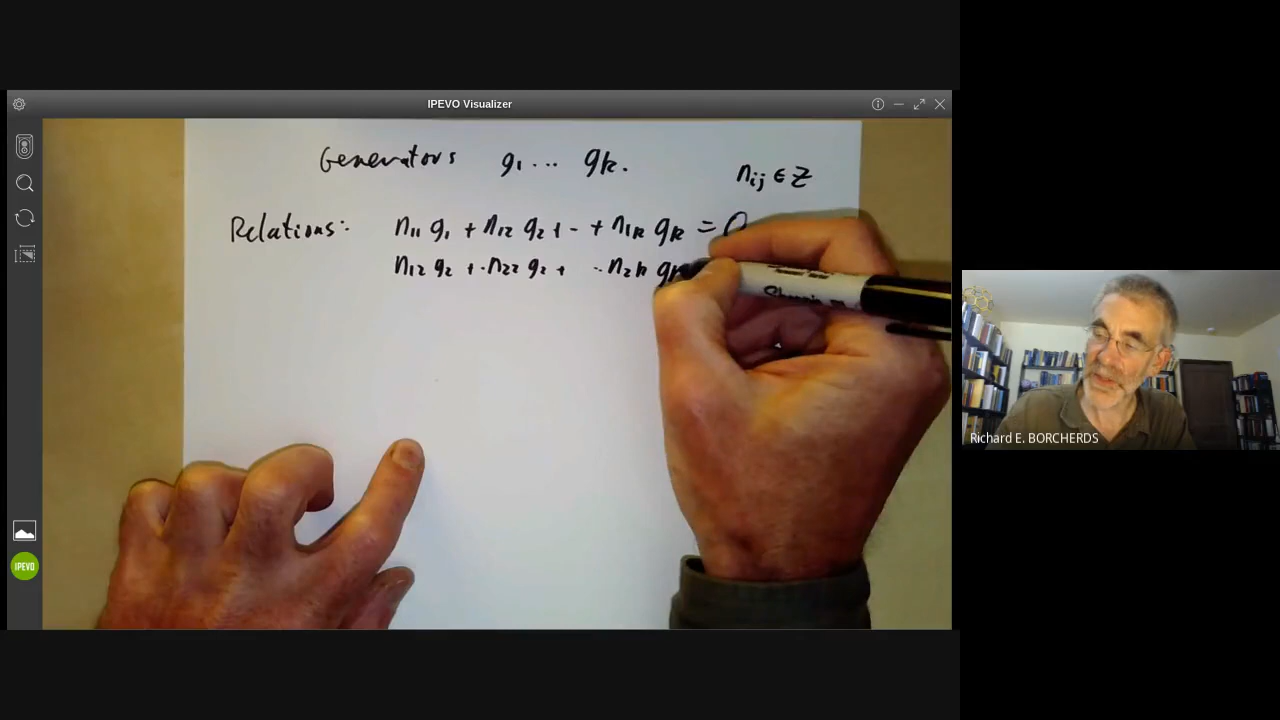 IPEVO Visualizer
Generators g₁ ... gₖ.
nᵢⱼ ∈ Z
Relations: n₁₁ g₁ + n₁₂ g₂ + - + n₁ₖ gₖ = 0
n₁₂ g₂ + ·n₂₂ g₂ + ··n₂ₖ gₖ
Richard E. BORCHERDS
IPEVO